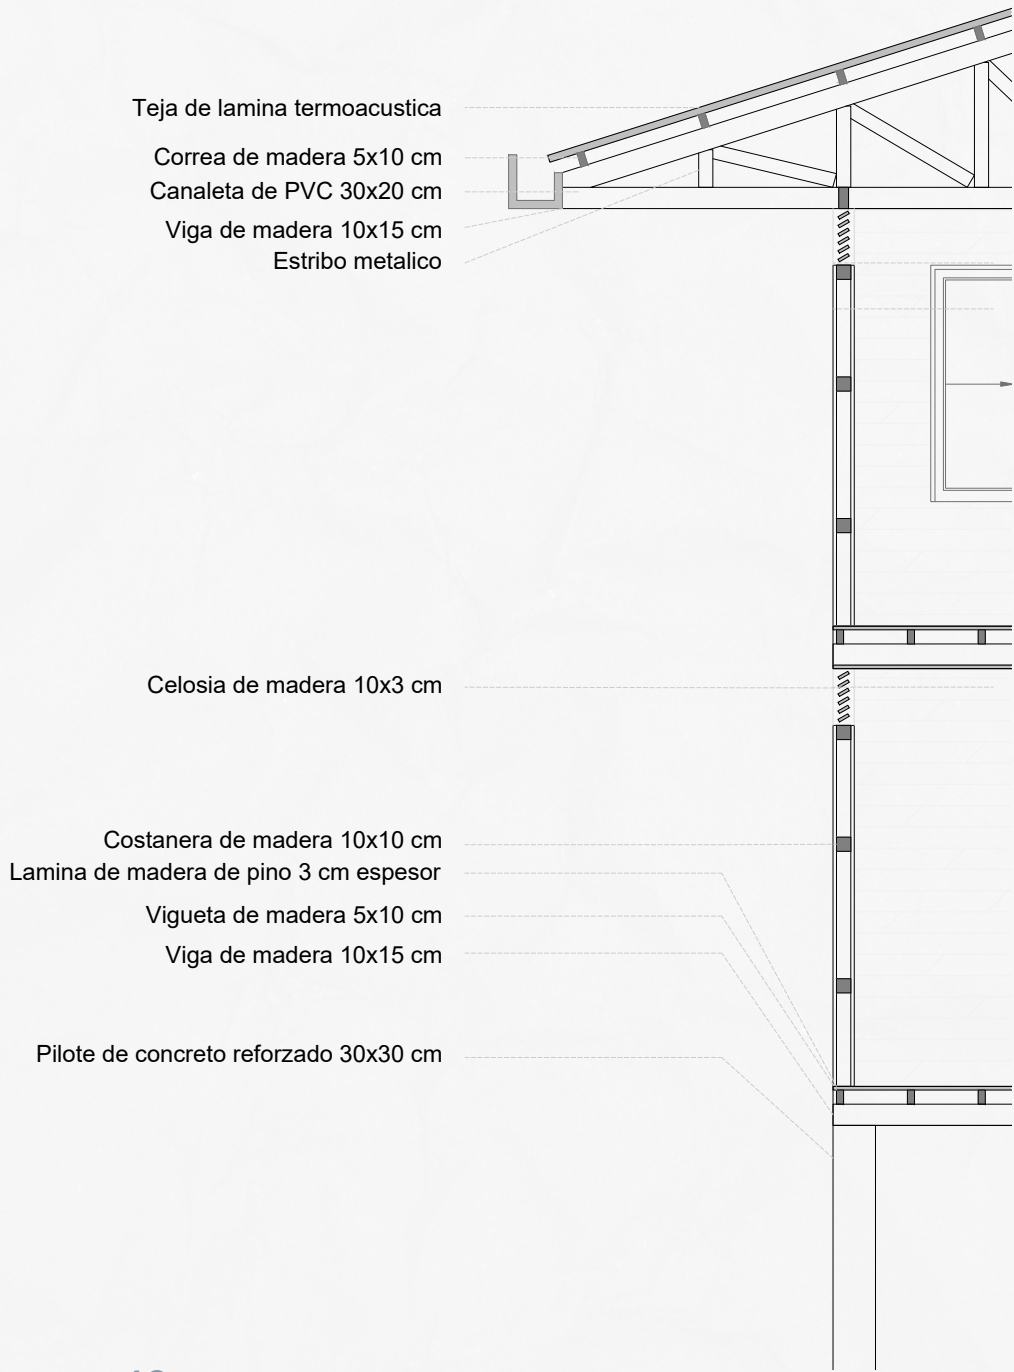 Teja de lamina termoacustica
Correa de madera 5x10 cm
Canaleta de PVC 30x20 cm
Viga de madera 10x15 cm
Estribo metalico
Celosia de madera 10x3 cm
Costanera de madera 10x10 cm
Lamina de madera de pino 3 cm espesor
Vigueta de madera 5x10 cm
Viga de madera 10x15 cm
Pilote de concreto reforzado 30x30 cm